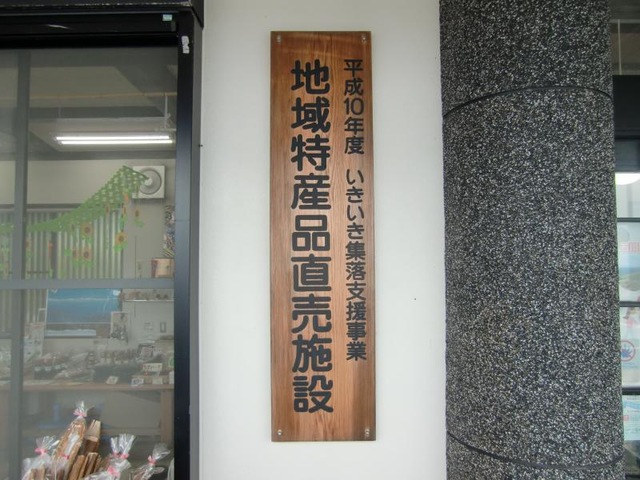 平成10年度 いきいき集落支援事業
地域特産品直売施設